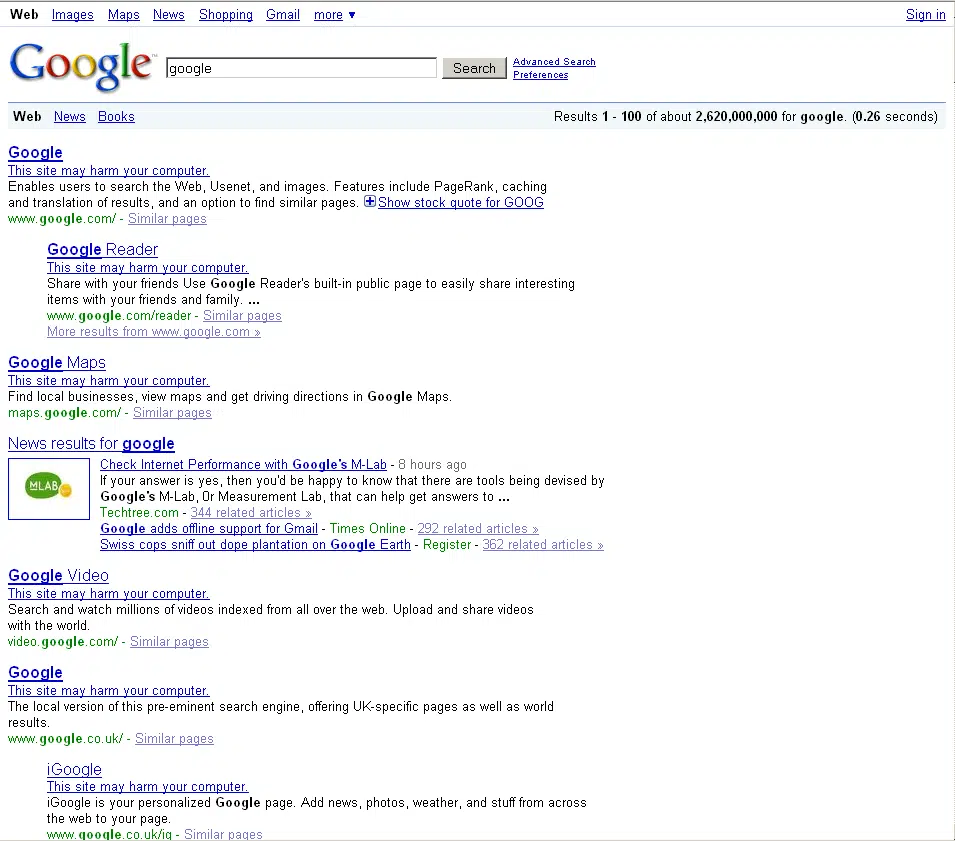 Web Images Maps News Shopping Gmail more ▼ Sign in
Google™ google Search Advanced Search
Preferences
Web News Books Results 1 - 100 of about 2,620,000,000 for google. (0.26 seconds)
Google
This site may harm your computer.
Enables users to search the Web, Usenet, and images. Features include PageRank, caching
and translation of results, and an option to find similar pages. Show stock quote for GOOG
www.google.com/ - Similar pages
Google Reader
This site may harm your computer.
Share with your friends Use Google Reader's built-in public page to easily share interesting
items with your friends and family. ...
www.google.com/reader - Similar pages
More results from www.google.com »
Google Maps
This site may harm your computer.
Find local businesses, view maps and get driving directions in Google Maps.
maps.google.com/ - Similar pages
News results for google
MLAB
Check Internet Performance with Google's M-Lab - 8 hours ago
If your answer is yes, then you'd be happy to know that there are tools being devised by
Google's M-Lab, Or Measurement Lab, that can help get answers to ...
Techtree.com - 344 related articles »
Google adds offline support for Gmail - Times Online - 292 related articles »
Swiss cops sniff out dope plantation on Google Earth - Register - 362 related articles »
Google Video
This site may harm your computer.
Search and watch millions of videos indexed from all over the web. Upload and share videos
with the world.
video.google.com/ - Similar pages
Google
This site may harm your computer.
The local version of this pre-eminent search engine, offering UK-specific pages as well as world
results.
www.google.co.uk/ - Similar pages
iGoogle
This site may harm your computer.
iGoogle is your personalized Google page. Add news, photos, weather, and stuff from across
the web to your page.
www.google.co.uk/ig - Similar pages